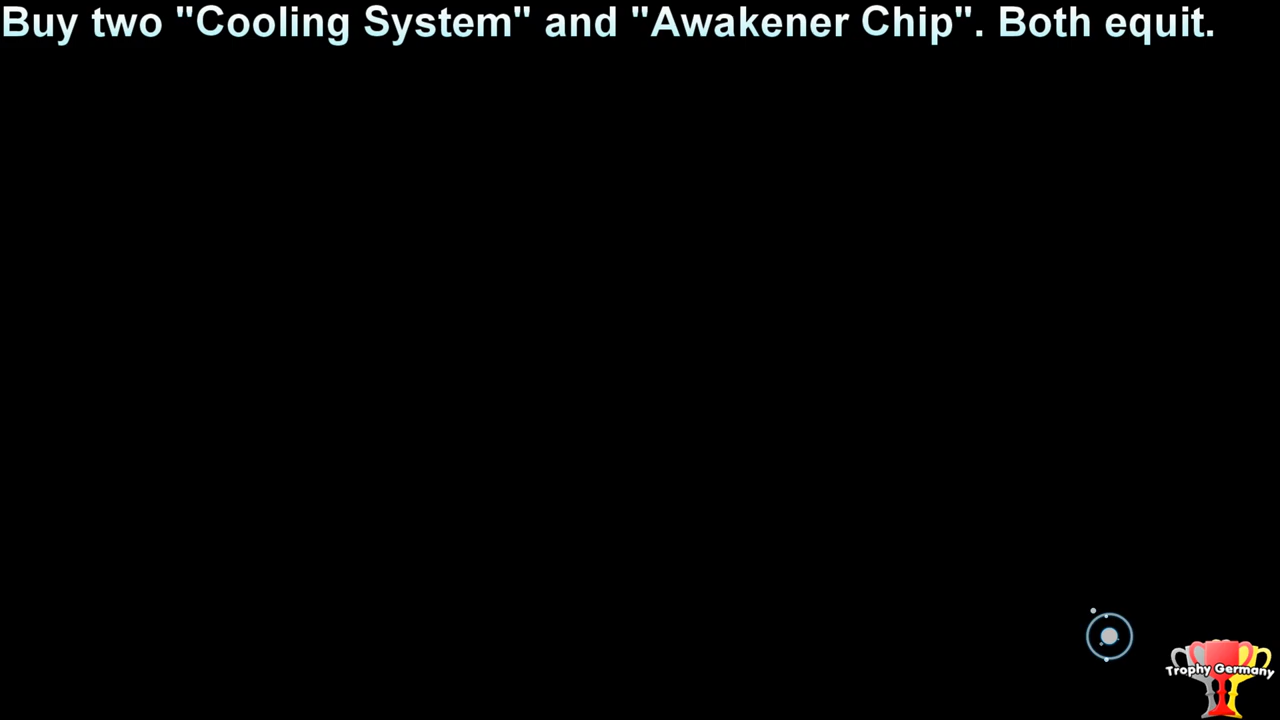 Buy two "Cooling System" and "Awakener Chip". Both equit.
Trophy Germany